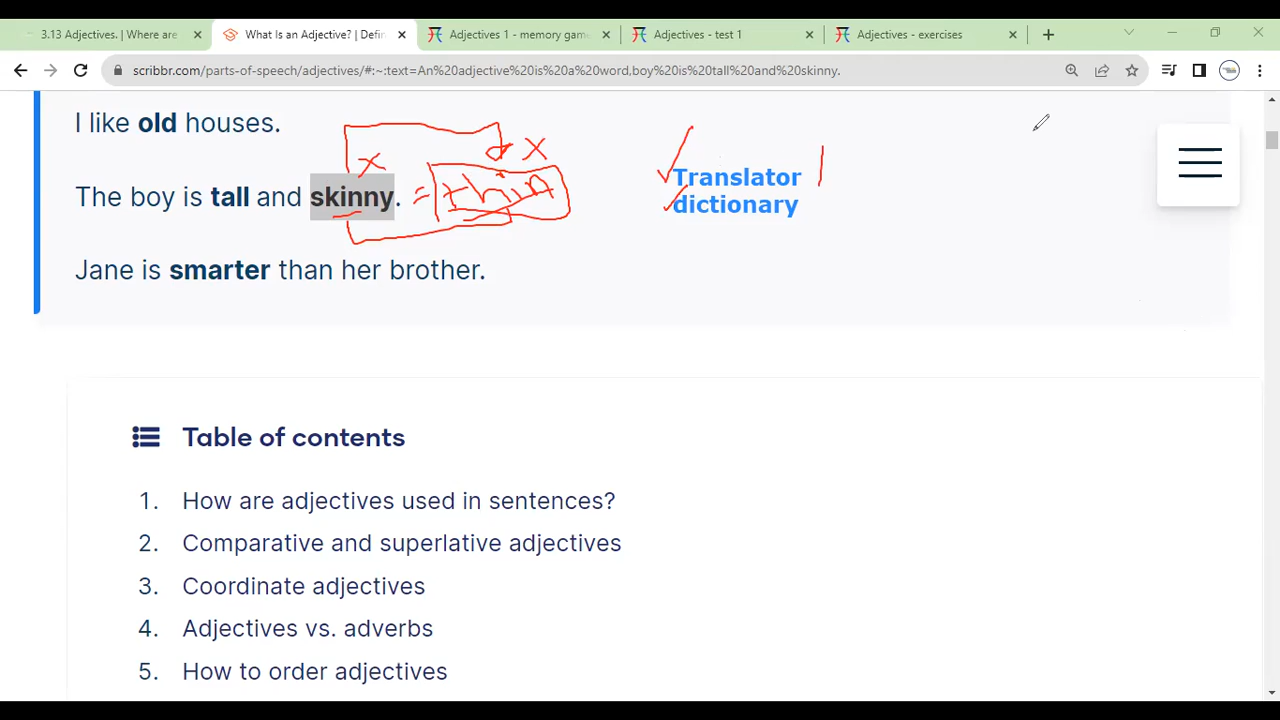 3.13 Adjectives. | Where are
What Is an Adjective? | Defin
Adjectives 1 - memory game
Adjectives - test 1
Adjectives - exercises
scribbr.com/parts-of-speech/adjectives/#:~:text=An%20adjective%20is%20a%20word,boy%20is%20tall%20and%20skinny.
I like old houses.
The boy is tall and skinny. = thin
x x
Translator
dictionary
Jane is smarter than her brother.
Table of contents
1. How are adjectives used in sentences?
2. Comparative and superlative adjectives
3. Coordinate adjectives
4. Adjectives vs. adverbs
5. How to order adjectives